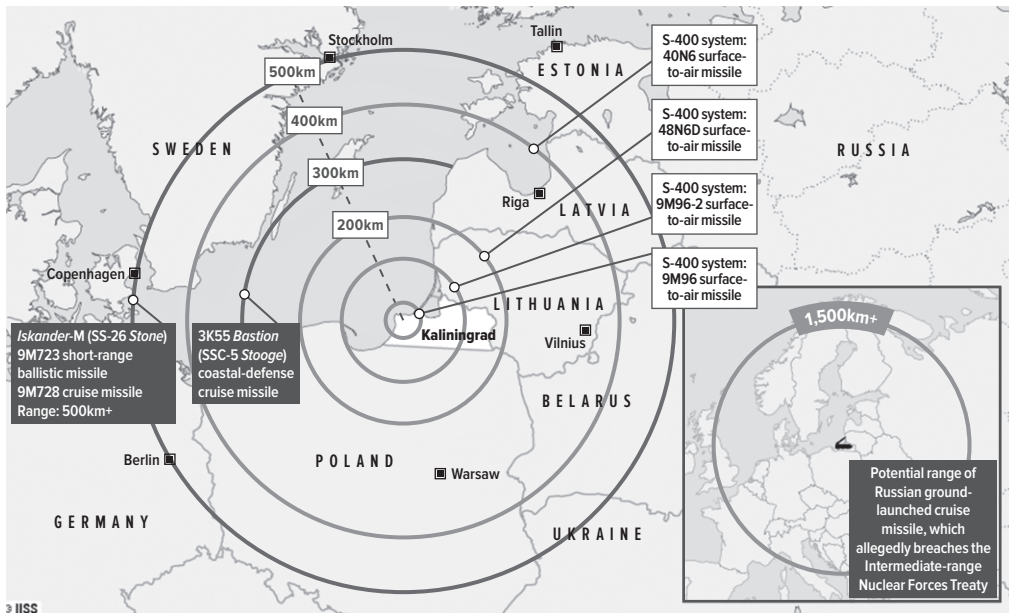 Stockholm
Tallin
500km
ESTONIA
S-400 system:
40N6 surface-
to-air missile
400km
S-400 system:
48N6D surface-
to-air missile
SWEDEN
RUSSIA
300km
Riga
LATVIA
S-400 system:
9M96-2 surface-
to-air missile
200km
S-400 system:
9M96 surface-
to-air missile
Copenhagen
LITHUANIA
Kaliningrad
Vilnius
Iskander-M (SS-26 Stone)
9M723 short-range
ballistic missile
9M728 cruise missile
Range: 500km+
3K55 Bastion
(SSC-5 Stooge)
coastal-defense
cruise missile
1,500km+
BELARUS
Berlin
POLAND
Warsaw
GERMANY
UKRAINE
Potential range of
Russian ground-
launched cruise
missile, which
allegedly breaches the
Intermediate-range
Nuclear Forces Treaty
IISS